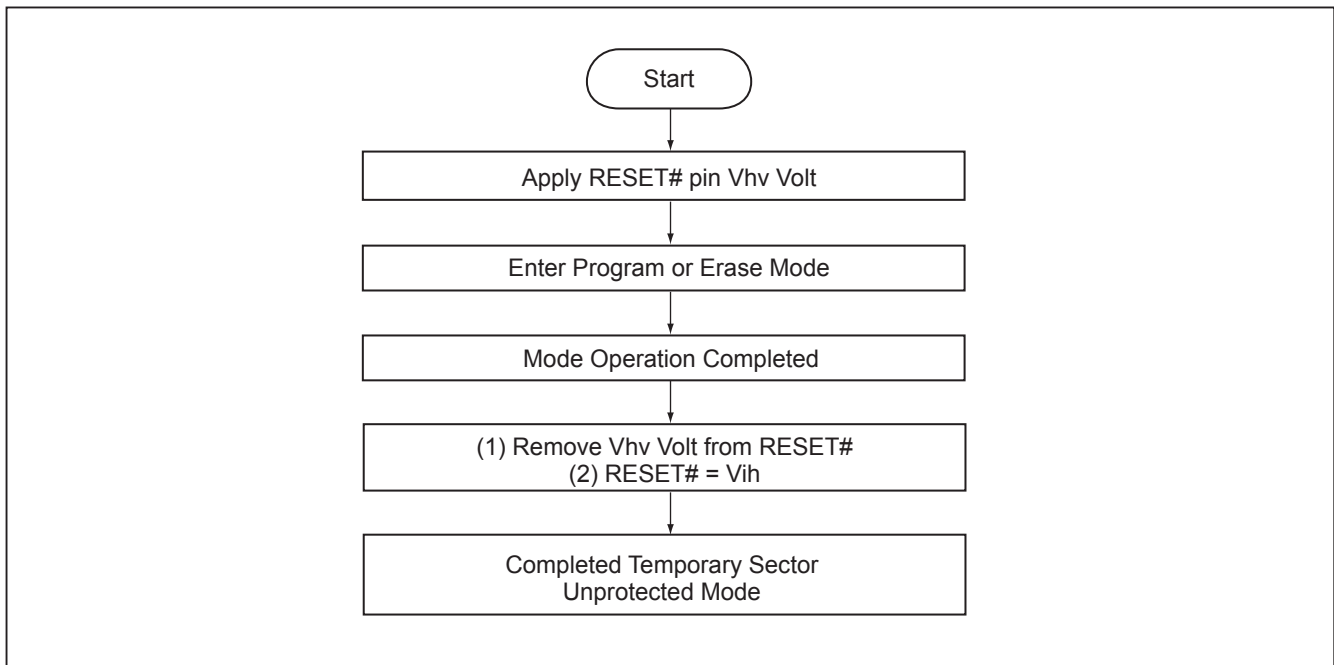 Start
Apply RESET# pin Vhv Volt
Enter Program or Erase Mode
Mode Operation Completed
(1) Remove Vhv Volt from RESET#
(2) RESET# = Vih
Completed Temporary Sector
Unprotected Mode